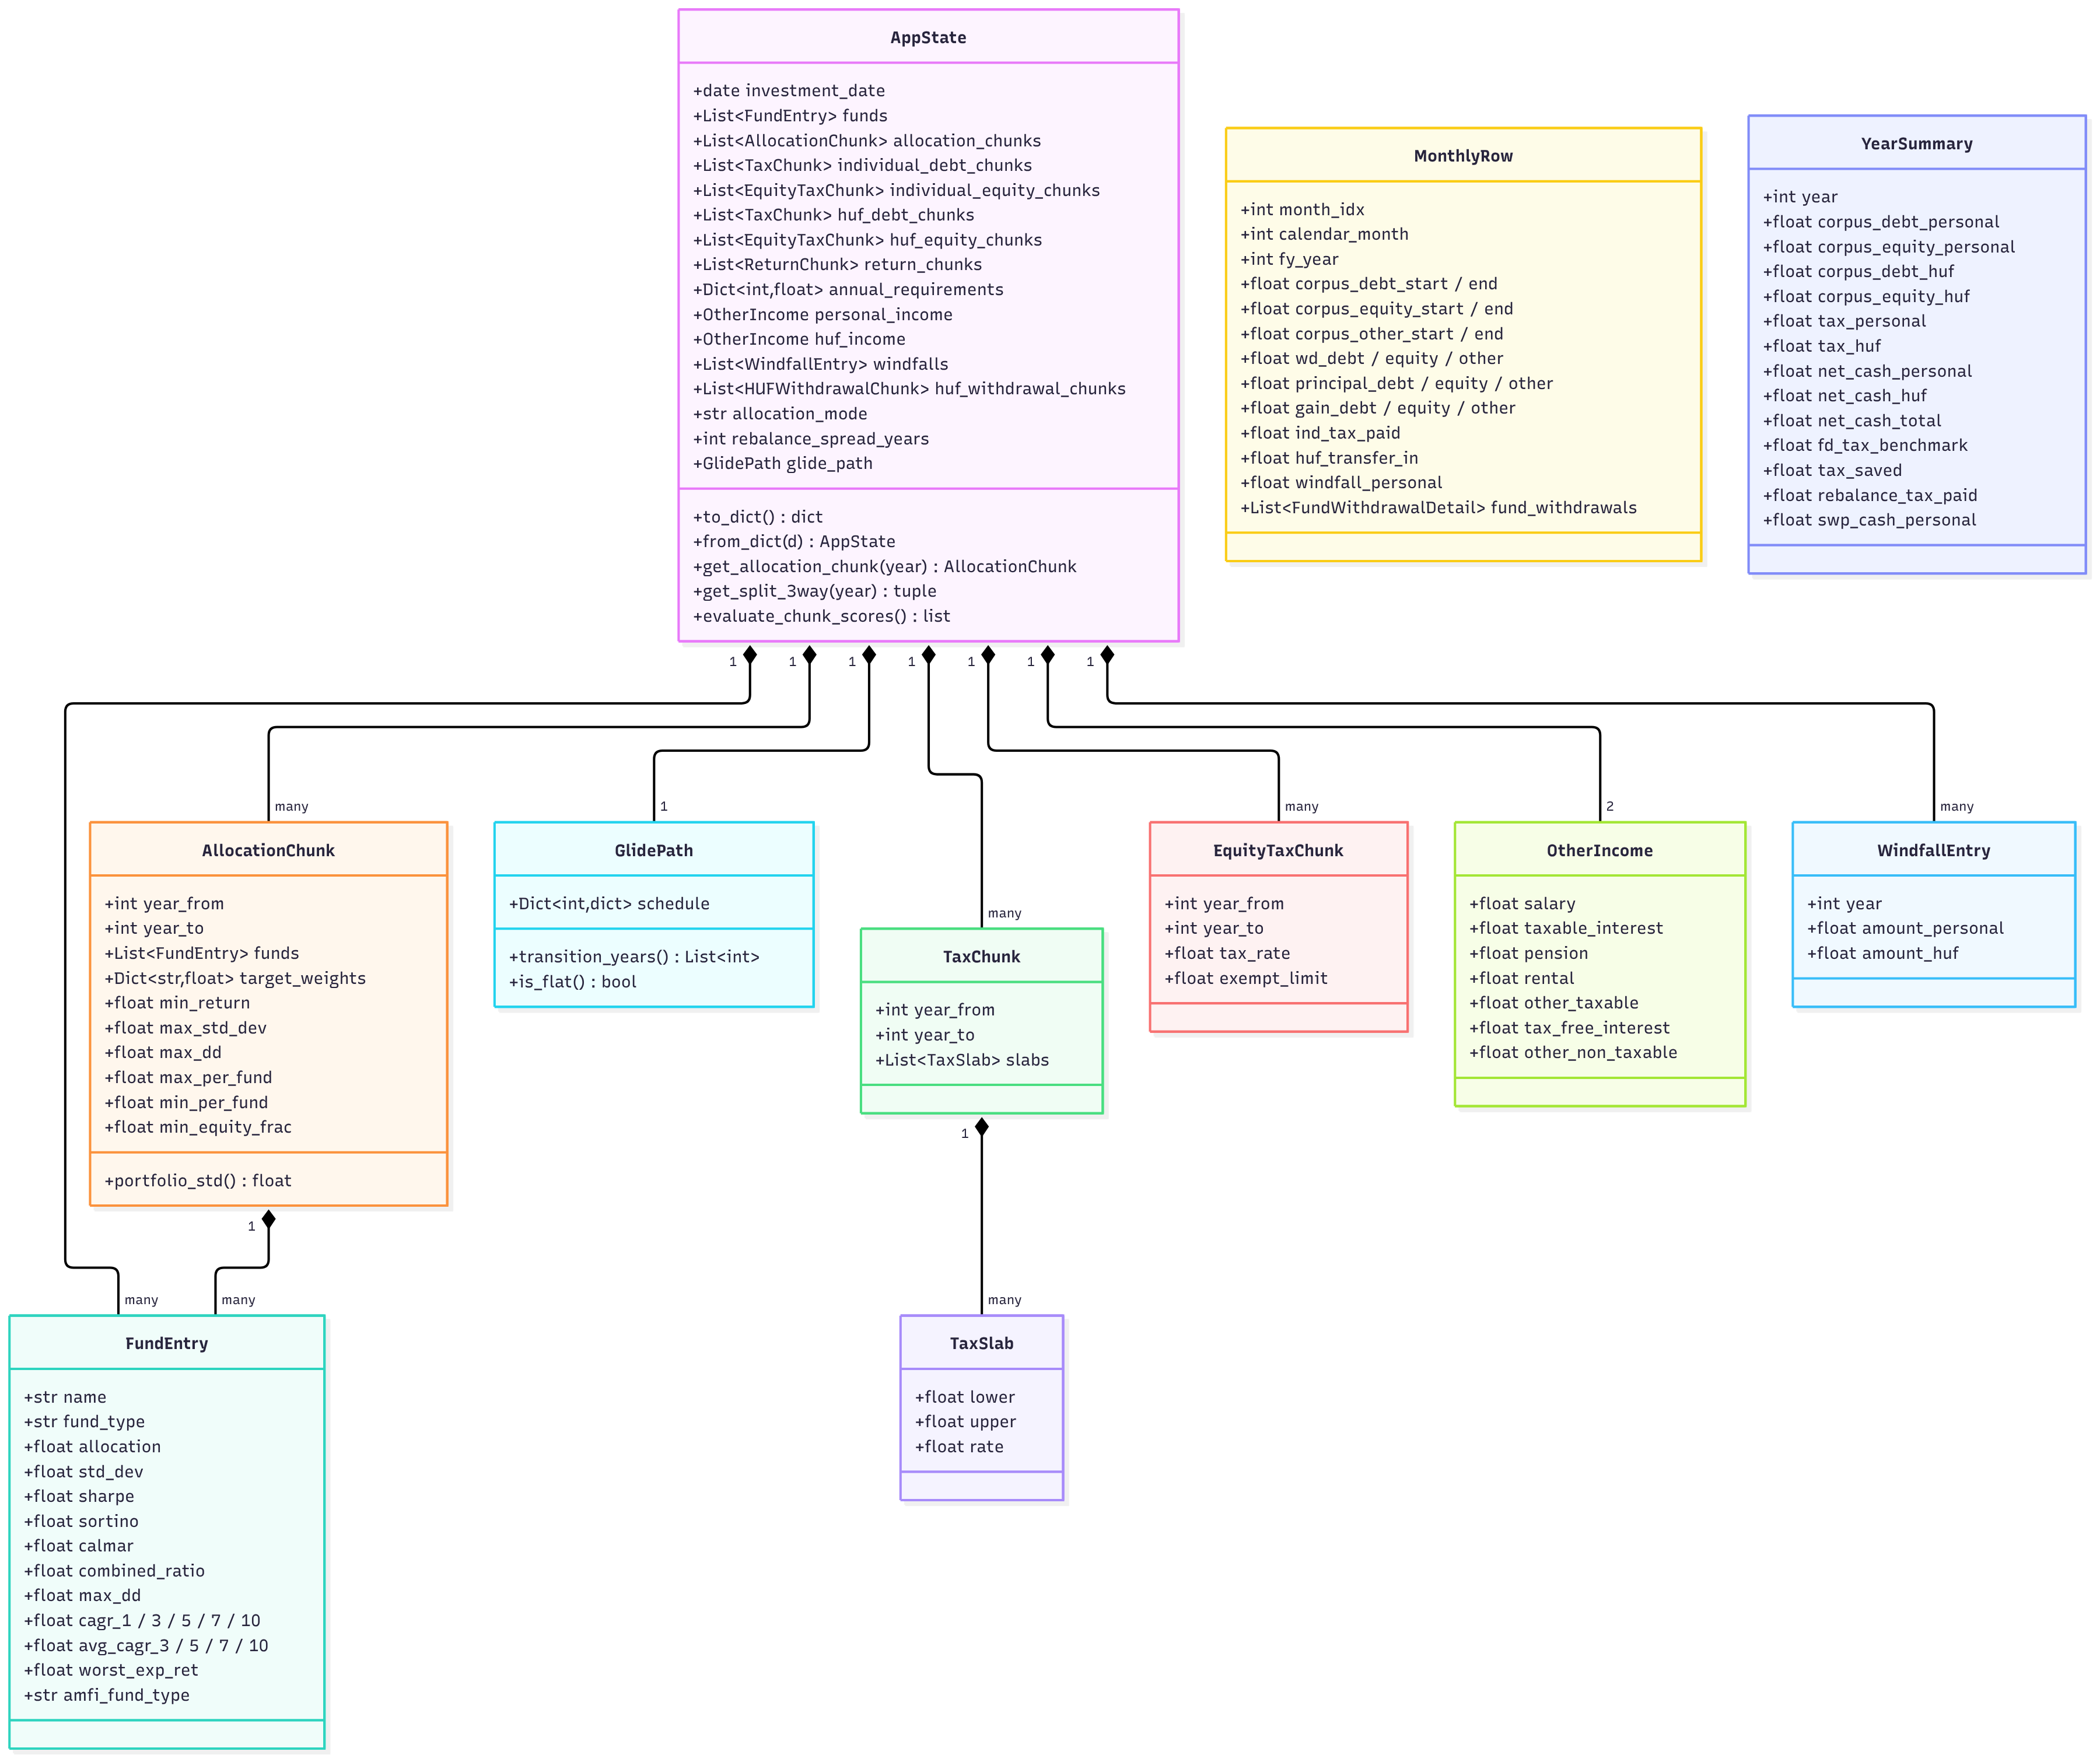 AppState
+date investment_date
+List<FundEntry> funds
+List<AllocationChunk> allocation_chunks
+List<TaxChunk> individual_debt_chunks
+List<EquityTaxChunk> individual_equity_chunks
+List<TaxChunk> huf_debt_chunks
+List<EquityTaxChunk> huf_equity_chunks
+List<ReturnChunk> return_chunks
+Dict<int,float> annual_requirements
+OtherIncome personal_income
+OtherIncome huf_income
+List<WindfallEntry> windfalls
+List<HUFWithdrawalChunk> huf_withdrawal_chunks
+str allocation_mode
+int rebalance_spread_years
+GlidePath glide_path
+to_dict() : dict
+from_dict(d) : AppState
+get_allocation_chunk(year) : AllocationChunk
+get_split_3way(year) : tuple
+evaluate_chunk_scores() : list
MonthlyRow
+int month_idx
+int calendar_month
+int fy_year
+float corpus_debt_start / end
+float corpus_equity_start / end
+float corpus_other_start / end
+float wd_debt / equity / other
+float principal_debt / equity / other
+float gain_debt / equity / other
+float ind_tax_paid
+float huf_transfer_in
+float windfall_personal
+List<FundWithdrawalDetail> fund_withdrawals
YearSummary
+int year
+float corpus_debt_personal
+float corpus_equity_personal
+float corpus_debt_huf
+float corpus_equity_huf
+float tax_personal
+float tax_huf
+float net_cash_personal
+float net_cash_huf
+float net_cash_total
+float fd_tax_benchmark
+float tax_saved
+float rebalance_tax_paid
+float swp_cash_personal
1 1 1 1 1 1 1
many
1
many
many
2
many
AllocationChunk
+int year_from
+int year_to
+List<FundEntry> funds
+Dict<str,float> target_weights
+float min_return
+float max_std_dev
+float max_dd
+float max_per_fund
+float min_per_fund
+float min_equity_frac
+portfolio_std() : float
GlidePath
+Dict<int,dict> schedule
+transition_years() : List<int>
+is_flat() : bool
TaxChunk
+int year_from
+int year_to
+List<TaxSlab> slabs
EquityTaxChunk
+int year_from
+int year_to
+float tax_rate
+float exempt_limit
OtherIncome
+float salary
+float taxable_interest
+float pension
+float rental
+float other_taxable
+float tax_free_interest
+float other_non_taxable
WindfallEntry
+int year
+float amount_personal
+float amount_huf
1
1
many
many
many
FundEntry
+str name
+str fund_type
+float allocation
+float std_dev
+float sharpe
+float sortino
+float calmar
+float combined_ratio
+float max_dd
+float cagr_1 / 3 / 5 / 7 / 10
+float avg_cagr_3 / 5 / 7 / 10
+float worst_exp_ret
+str amfi_fund_type
TaxSlab
+float lower
+float upper
+float rate